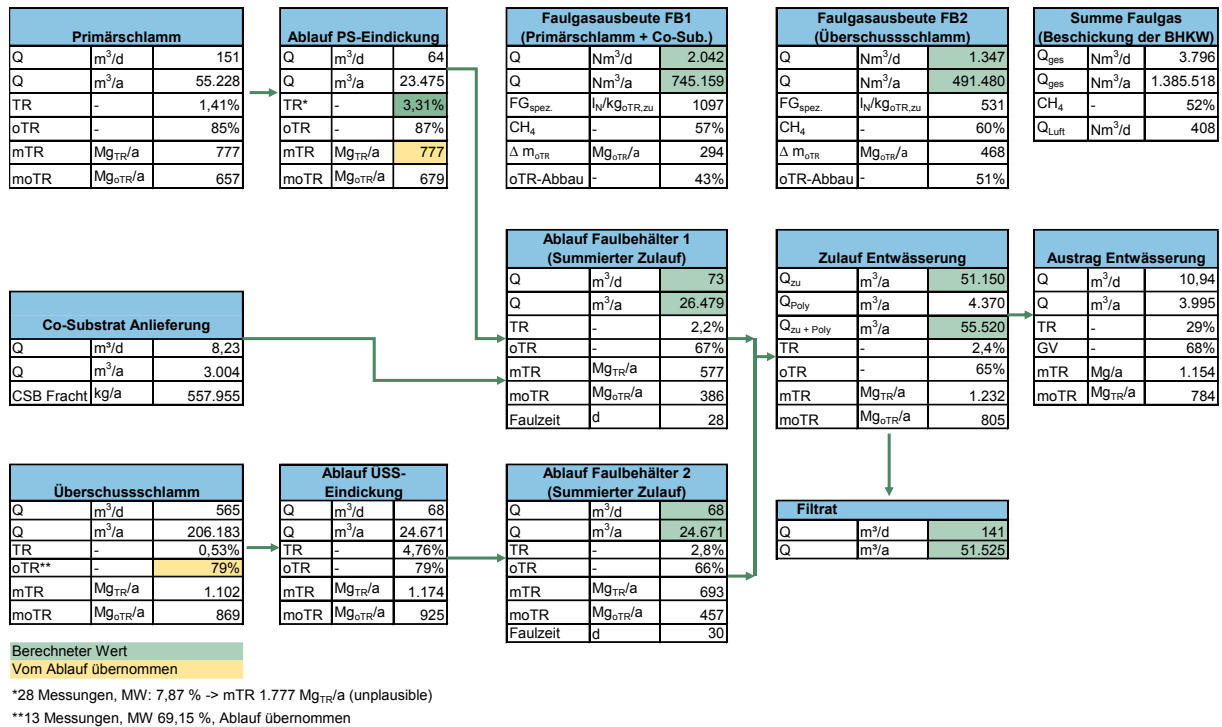 Primärschlamm
Q m³/d 151
Q m³/a 55.228
TR - 1,41%
oTR - 85%
mTR Mg_TR/a 777
moTR Mg_oTR/a 657
Ablauf PS-Eindickung
Q m³/d 64
Q m³/a 23.475
TR* - 3,31%
oTR - 87%
mTR Mg_TR/a 777
moTR Mg_oTR/a 679
Faulgasausbeute FB1
(Primärschlamm + Co-Sub.)
Q Nm³/d 2.042
Q Nm³/a 745.159
FG_spez. l_N/kg_oTR,zu 1097
CH₄ - 57%
Δ m_oTR Mg_oTR/a 294
oTR-Abbau - 43%
Faulgasausbeute FB2
(Überschussschlamm)
Q Nm³/d 1.347
Q Nm³/a 491.480
FG_spez. l_N/kg_oTR,zu 531
CH₄ - 60%
Δ m_oTR Mg_oTR/a 468
oTR-Abbau - 51%
Summe Faulgas
(Beschickung der BHKW)
Q_ges Nm³/d 3.796
Q_ges Nm³/a 1.385.518
CH₄ - 52%
Q_Luft Nm³/d 408
Co-Substrat Anlieferung
Q m³/d 8,23
Q m³/a 3.004
CSB Fracht kg/a 557.955
Ablauf Faulbehälter 1
(Summierter Zulauf)
Q m³/d 73
Q m³/a 26.479
TR - 2,2%
oTR - 67%
mTR Mg_TR/a 577
moTR Mg_oTR/a 386
Faulzeit d 28
Zulauf Entwässerung
Q_zu m³/a 51.150
Q_Poly m³/a 4.370
Q_zu + Poly m³/a 55.520
TR - 2,4%
oTR - 65%
mTR Mg_TR/a 1.232
moTR Mg_oTR/a 805
Austrag Entwässerung
Q m³/d 10,94
Q m³/a 3.995
TR - 29%
GV - 68%
mTR Mg/a 1.154
moTR Mg_oTR/a 784
Überschussschlamm
Q m³/d 565
Q m³/a 206.183
TR - 0,53%
oTR** - 79%
mTR Mg_TR/a 1.102
moTR Mg_oTR/a 869
Ablauf ÜSS-
Eindickung
Q m³/d 68
Q m³/a 24.671
TR - 4,76%
oTR - 79%
mTR Mg_TR/a 1.174
moTR Mg_oTR/a 925
Ablauf Faulbehälter 2
(Summierter Zulauf)
Q m³/d 68
Q m³/a 24.671
TR - 2,8%
oTR - 66%
mTR Mg_TR/a 693
moTR Mg_oTR/a 457
Faulzeit d 30
Filtrat
Q m³/d 141
Q m³/a 51.525
Berechneter Wert
Vom Ablauf übernommen
*28 Messungen, MW: 7,87 % -> mTR 1.777 Mg_TR/a (unplausible)
**13 Messungen, MW 69,15 %, Ablauf übernommen